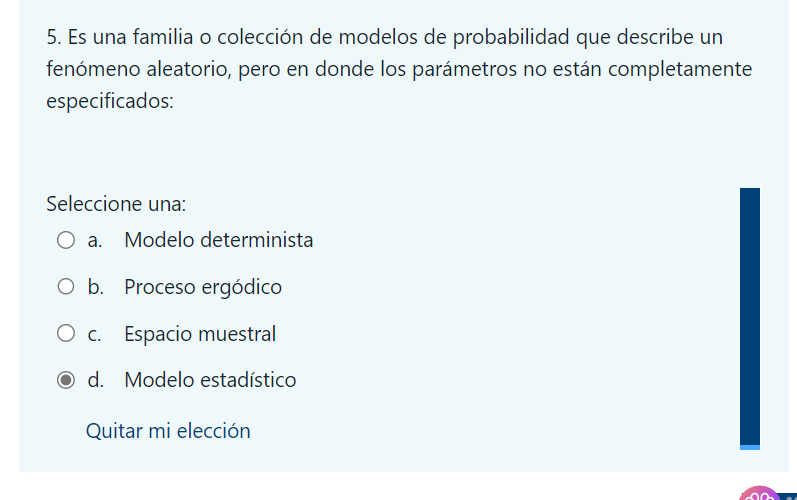 5. Es una familia o colección de modelos de probabilidad que describe un
fenómeno aleatorio, pero en donde los parámetros no están completamente
especificados:
Seleccione una:
a. Modelo determinista
b. Proceso ergódico
c. Espacio muestral
d. Modelo estadístico
Quitar mi elección